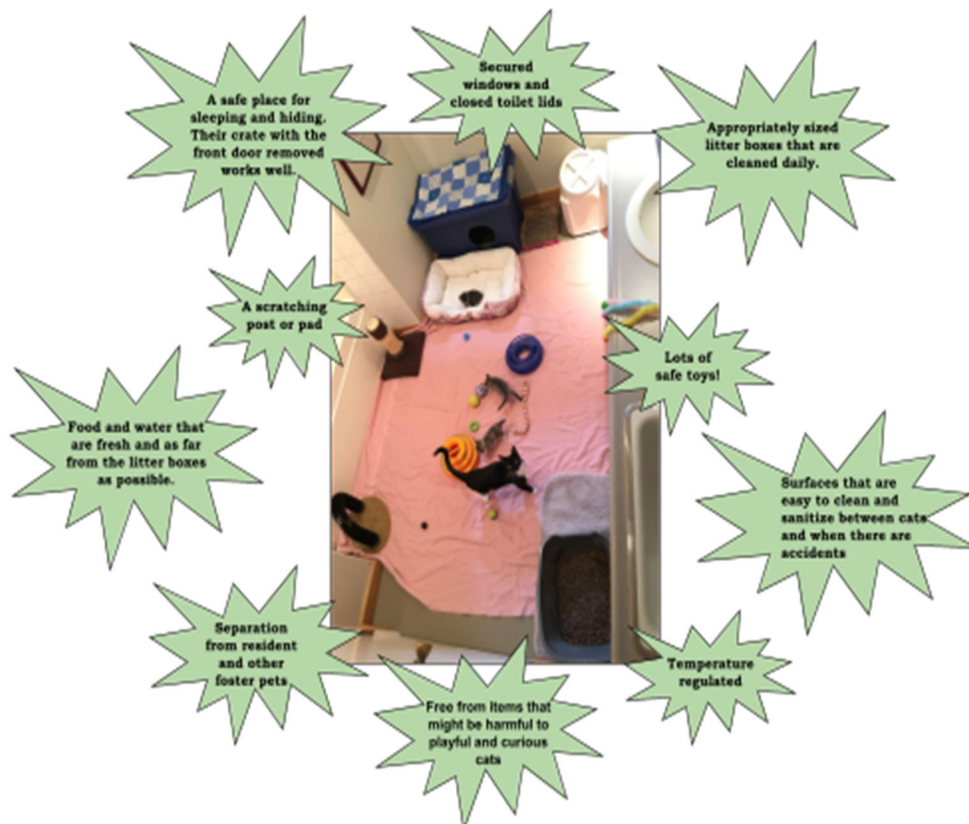 A safe place for
sleeping and hiding.
Their crate with the
front door removed
works well.
Secured
windows and
closed toilet lids
Appropriately sized
litter boxes that are
cleaned daily.
A scratching
post or pad
Lots of
safe toys!
Food and water that
are fresh and as far
from the litter boxes
as possible.
Surfaces that are
easy to clean and
sanitize between cats
and when there are
accidents
Separation
from resident
and other
foster pets
Temperature
regulated
Free from items that
might be harmful to
playful and curious
cats